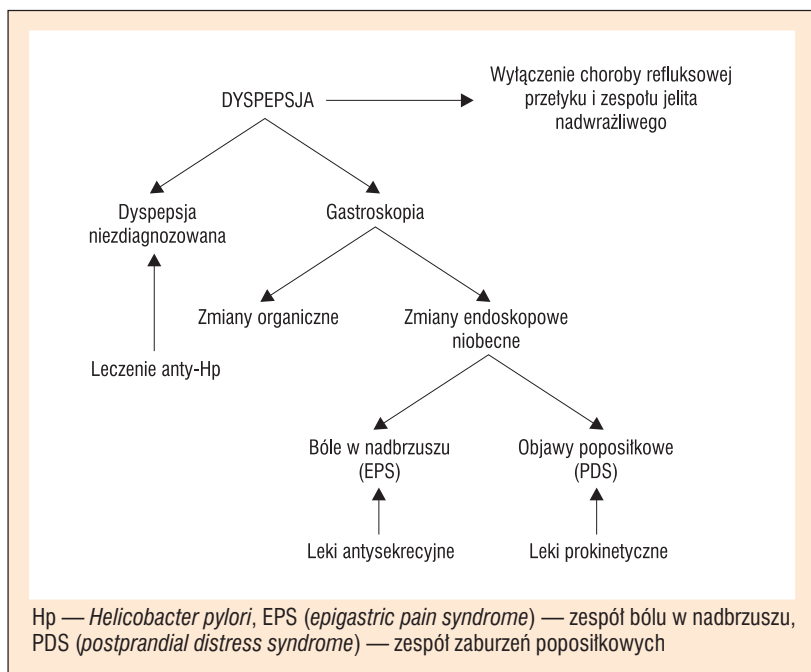 DYSPEPSJA
Wyłączenie choroby refluksowej
przełyku i zespołu jelita
nadwrażliwego
Dyspepsja
niezdiagnozowana
Gastroskopia
Zmiany organiczne
Zmiany endoskopowe
niobecne
Leczenie anty-Hp
Bóle w nadbrzuszu
(EPS)
Objawy poposiłkowe
(PDS)
Leki antysekrecyjne
Leki prokinetyczne
Hp — Helicobacter pylori, EPS (epigastric pain syndrome) — zespół bólu w nadbrzuszu,
PDS (postprandial distress syndrome) — zespół zaburzeń poposiłkowych